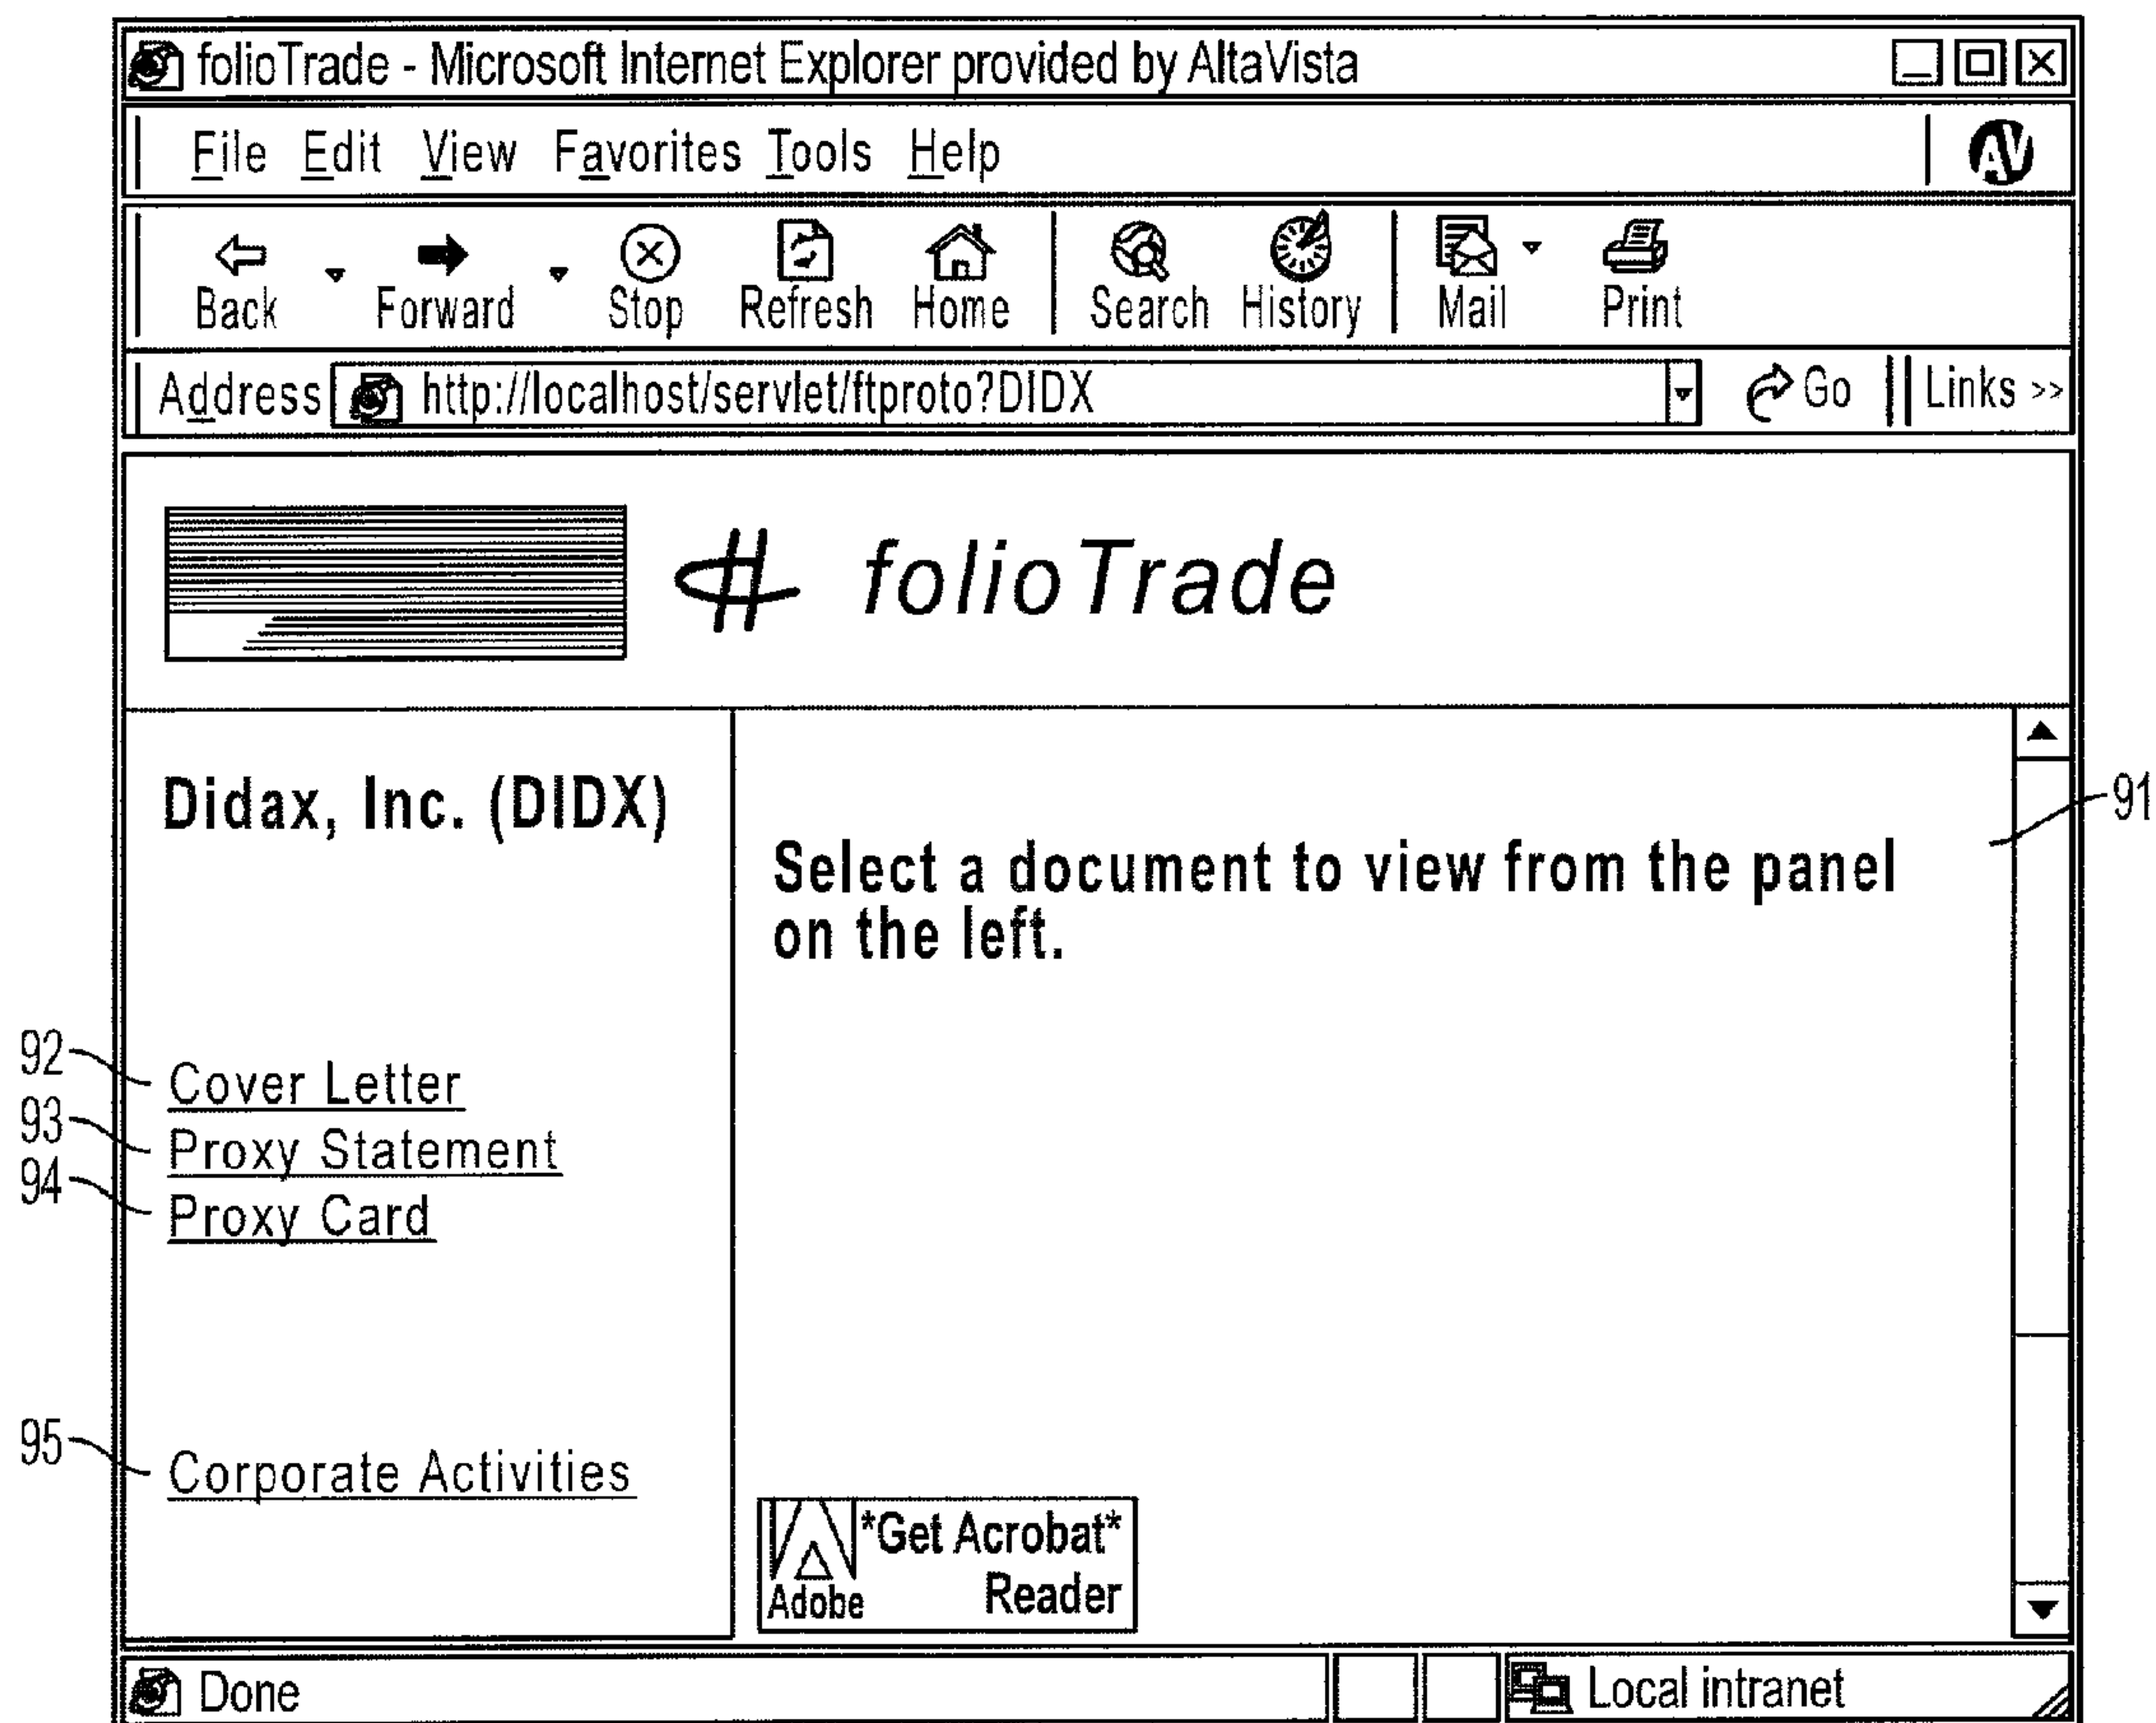 folioTrade - Microsoft Internet Explorer provided by AltaVista
File Edit View Favorites Tools Help
AV
Back Forward Stop Refresh Home Search History Mail Print
Address http://localhost/servlet/ftproto?DIDX Go Links >>
folioTrade
Didax, Inc. (DIDX)
91
Select a document to view from the panel
on the left.
92 Cover Letter
93 Proxy Statement
94 Proxy Card
95 Corporate Activities
*Get Acrobat*
Adobe Reader
Done Local intranet